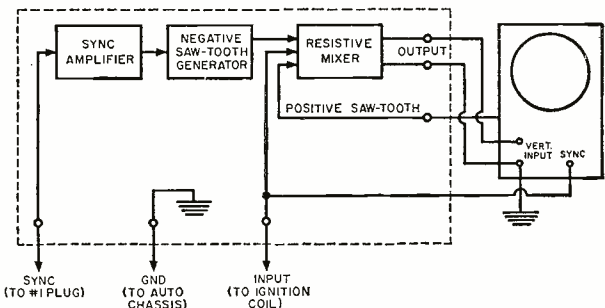 SYNC
AMPLIFIER
NEGATIVE
SAW-TOOTH
GENERATOR
RESISTIVE
MIXER
OUTPUT
POSITIVE SAW-TOOTH
VERT.
INPUT
SYNC
SYNC
(TO #1 PLUG)
GND
(TO AUTO
CHASSIS)
INPUT
(TO IGNITION
COIL)